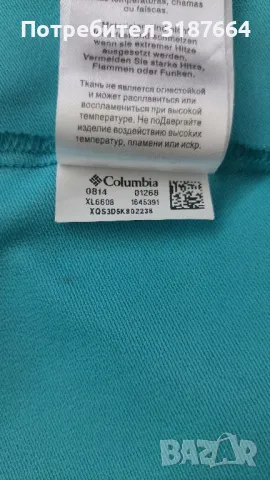 Потребител 3187664
temperaturas, chamas
ou faíscas.
wenn sie extremer Hitze
ausgesetzt werden.
Vermeiden Sie starke Hitze,
Flammen oder Funken.
Ткань не является огнестойкой
и может расплавиться или
воспламениться при высокой
температуре. Не подвергайте
изделие воздействию высоких
температур, пламени или искр.
Columbia
0814 01268
XL6608 1645391
XQS3D5K802238
BAZAR